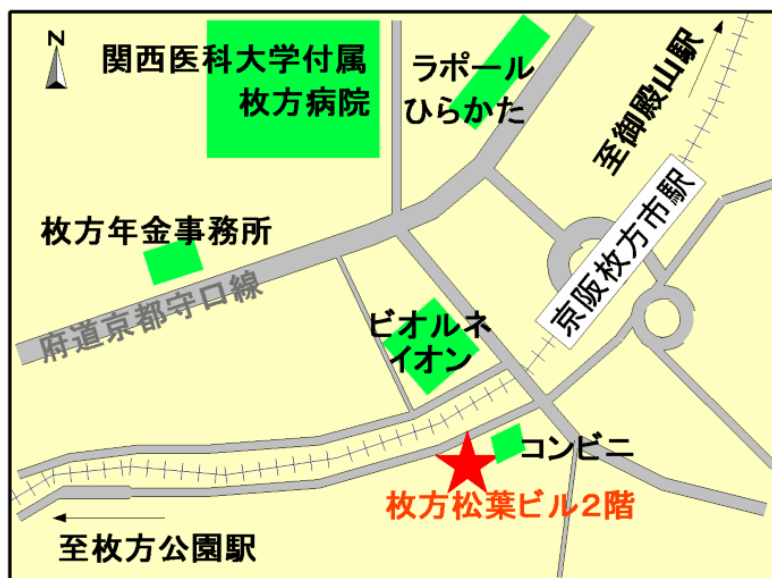 N
関西医科大学付属
枚方病院
ラポール
ひらかた
至御殿山駅
枚方年金事務所
京阪枚方市駅
府道京都守口線
ビオルネ
イオン
コンビニ
枚方松葉ビル2階
至枚方公園駅